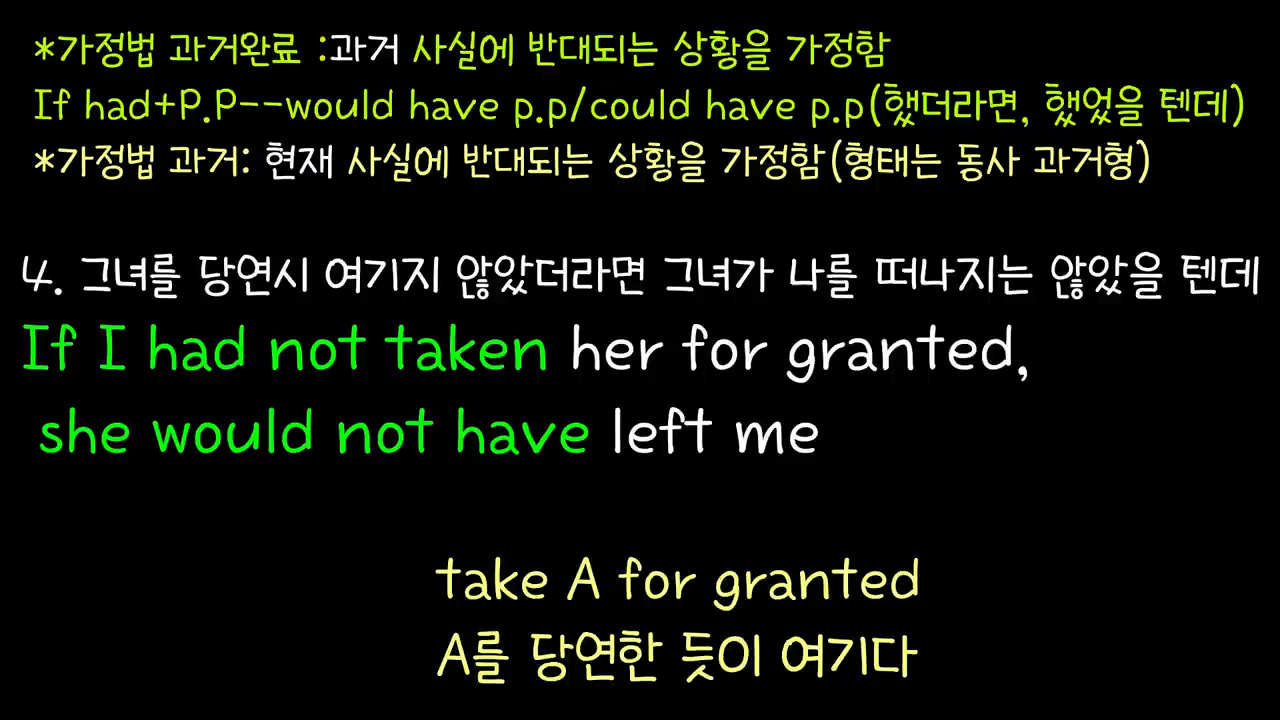 *가정법 과거완료 :과거 사실에 반대되는 상황을 가정함
If had+P.P--would have p.p/could have p.p(했더라면, 했었을 텐데)
*가정법 과거: 현재 사실에 반대되는 상황을 가정함(형태는 동사 과거형)
4. 그녀를 당연시 여기지 않았더라면 그녀가 나를 떠나지는 않았을 텐데
If I had not taken her for granted,
she would not have left me
take A for granted
A를 당연한 듯이 여기다